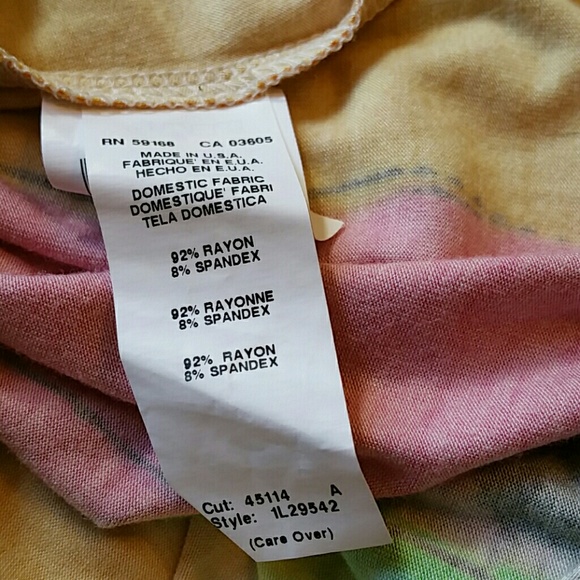 RN 59168 CA 03605
MADE IN U.S.A.
FABRIQUE' EN E.U.A.
HECHO EN E.U.A.
DOMESTIC FABRIC
DOMESTIQUE' FABRI
TELA DOMESTICA
92% RAYON
8% SPANDEX
92% RAYONNE
8% SPANDEX
92% RAYON
8% SPANDEX
Cut: 45114 A
Style: 1L29542
(Care Over)